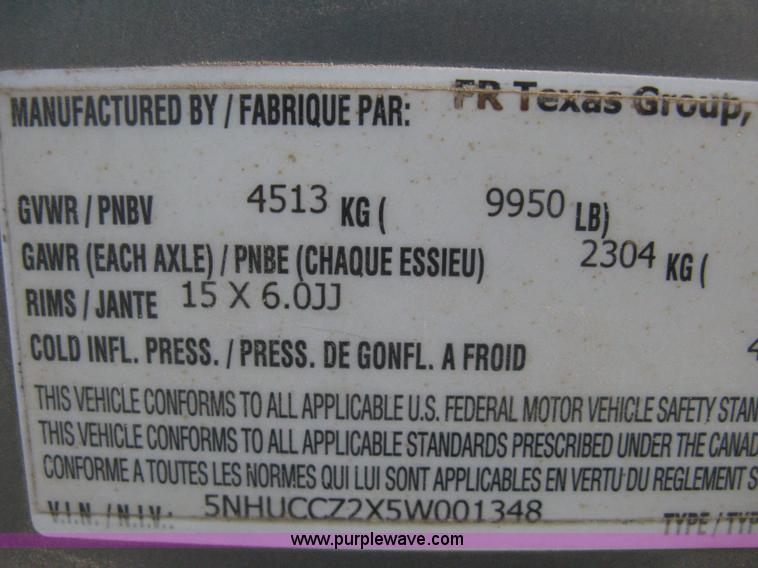 MANUFACTURED BY / FABRIQUE PAR: FR Texas Group,
GVWR / PNBV 4513 KG ( 9950 LB)
GAWR (EACH AXLE) / PNBE (CHAQUE ESSIEU) 2304 KG (
RIMS / JANTE 15 X 6.0JJ
COLD INFL. PRESS. / PRESS. DE GONFL. A FROID
THIS VEHICLE CONFORMS TO ALL APPLICABLE U.S. FEDERAL MOTOR VEHICLE SAFETY STAN
THIS VEHICLE CONFORMS TO ALL APPLICABLE STANDARDS PRESCRIBED UNDER THE CANAD
CONFORME A TOUTES LES NORMES QUI LUI SONT APPLICABLES EN VERTU DU REGLEMENT S
V.I.N. / N.I.V.: 5NHUCCZ2X5W001348 TYPE / TYP
www.purplewave.com